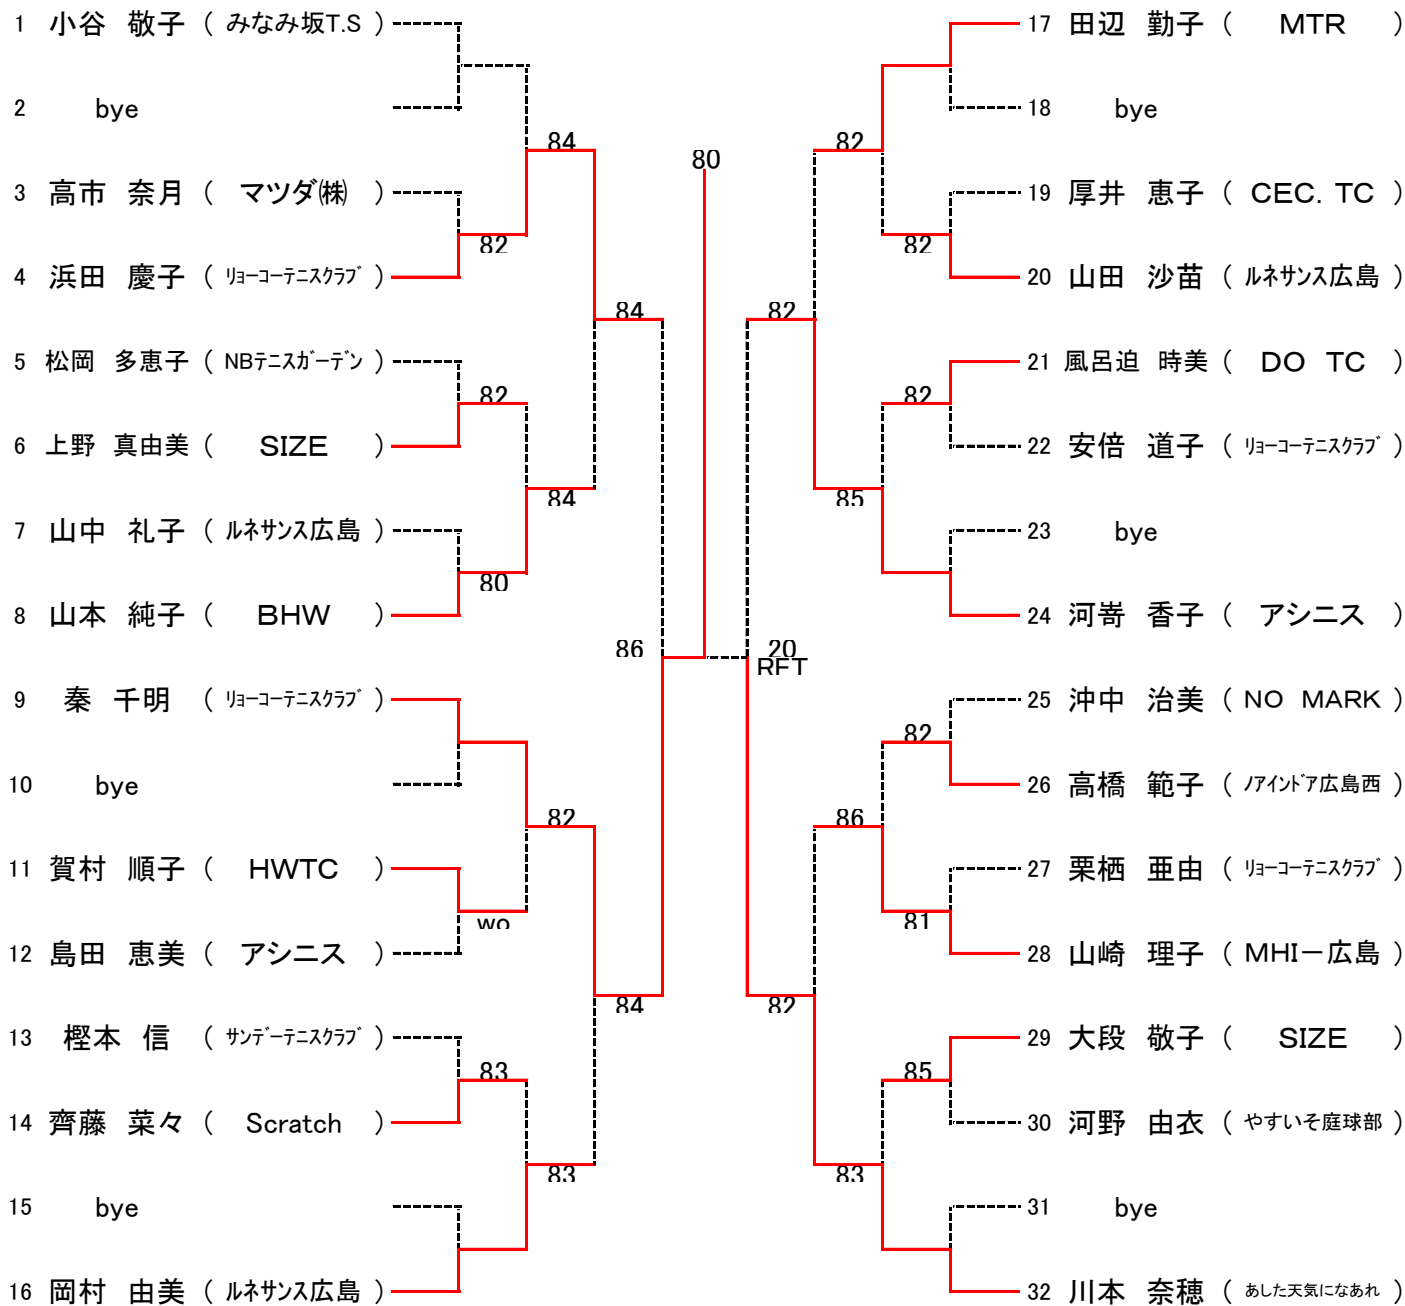 1 小谷 敬子 ( みなみ坂T.S )
2 bye
84
3 高市 奈月 ( マツダ㈱ )
82
4 浜田 慶子 ( ﾘｮｰｺｰﾃﾆｽｸﾗﾌﾞ )
84
5 松岡 多恵子 ( NBﾃﾆｽｶﾞｰﾃﾞﾝ )
82
6 上野 真由美 ( SIZE )
84
7 山中 礼子 ( ﾙﾈｻﾝｽ広島 )
80
8 山本 純子 ( BHW )
86
9 秦 千明 ( ﾘｮｰｺｰﾃﾆｽｸﾗﾌﾞ )
10 bye
82
11 賀村 順子 ( HWTC )
wo
12 島田 恵美 ( アシニス )
84
13 樫本 信 ( ｻﾝﾃﾞｰﾃﾆｽｸﾗﾌﾞ )
83
14 齊藤 菜々 ( Scratch )
83
15 bye
16 岡村 由美 ( ﾙﾈｻﾝｽ広島 )
80
17 田辺 勤子 ( MTR )
18 bye
82
19 厚井 恵子 ( CEC. TC )
82
20 山田 沙苗 ( ﾙﾈｻﾝｽ広島 )
82
21 風呂迫 時美 ( DO TC )
82
22 安倍 道子 ( ﾘｮｰｺｰﾃﾆｽｸﾗﾌﾞ )
85
23 bye
24 河嵜 香子 ( アシニス )
20
RET
25 沖中 治美 ( NO MARK )
82
26 高橋 範子 ( ﾉｱｲﾝﾄﾞｱ広島西 )
86
27 栗栖 亜由 ( ﾘｮｰｺｰﾃﾆｽｸﾗﾌﾞ )
81
28 山崎 理子 ( MHI－広島 )
82
29 大段 敬子 ( SIZE )
85
30 河野 由衣 ( やすいそ庭球部 )
83
31 bye
32 川本 奈穂 ( あした天気になあれ )